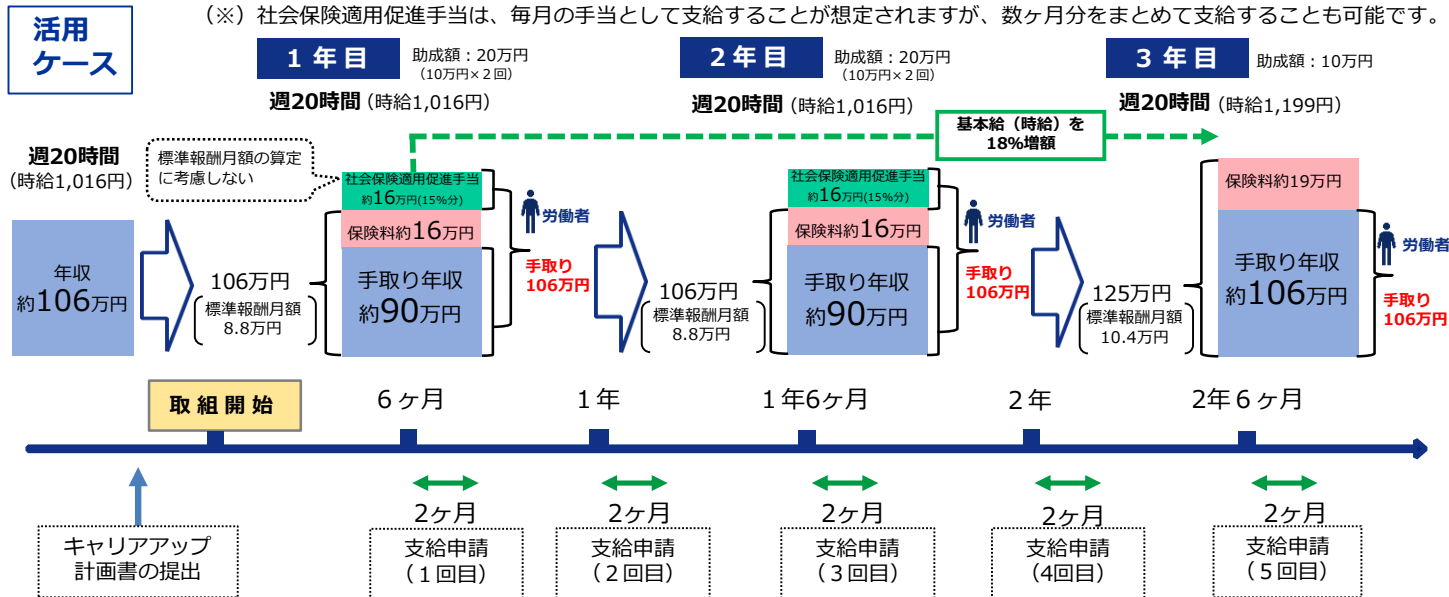 (※)社会保険適用促進手当は、毎月の手当として支給することが想定されますが、数ヶ月分をまとめて支給することも可能です。
活用
ケース
1年目
助成額:20万円
(10万円×2回)
週20時間(時給1,016円)
2年目
助成額:20万円
(10万円×2回)
週20時間(時給1,016円)
3年目
助成額:10万円
週20時間(時給1,199円)
基本給(時給)を
18%増額
週20時間
(時給1,016円)
年収
約106万円
標準報酬月額の算定
に考慮しない
106万円
標準報酬月額
8.8万円
社会保険適用促進手当
約16万円(15%分)
保険料約16万円
手取り年収
約90万円
労働者
手取り
106万円
106万円
標準報酬月額
8.8万円
社会保険適用促進手当
約16万円(15%分)
保険料約16万円
手取り年収
約90万円
労働者
手取り
106万円
125万円
標準報酬月額
10.4万円
保険料約19万円
手取り年収
約106万円
労働者
手取り
106万円
取組開始
6ヶ月
1年
1年6ヶ月
2年
2年6ヶ月
キャリアアップ
計画書の提出
2ヶ月
支給申請
(1回目)
2ヶ月
支給申請
(2回目)
2ヶ月
支給申請
(3回目)
2ヶ月
支給申請
(4回目)
2ヶ月
支給申請
(5回目)